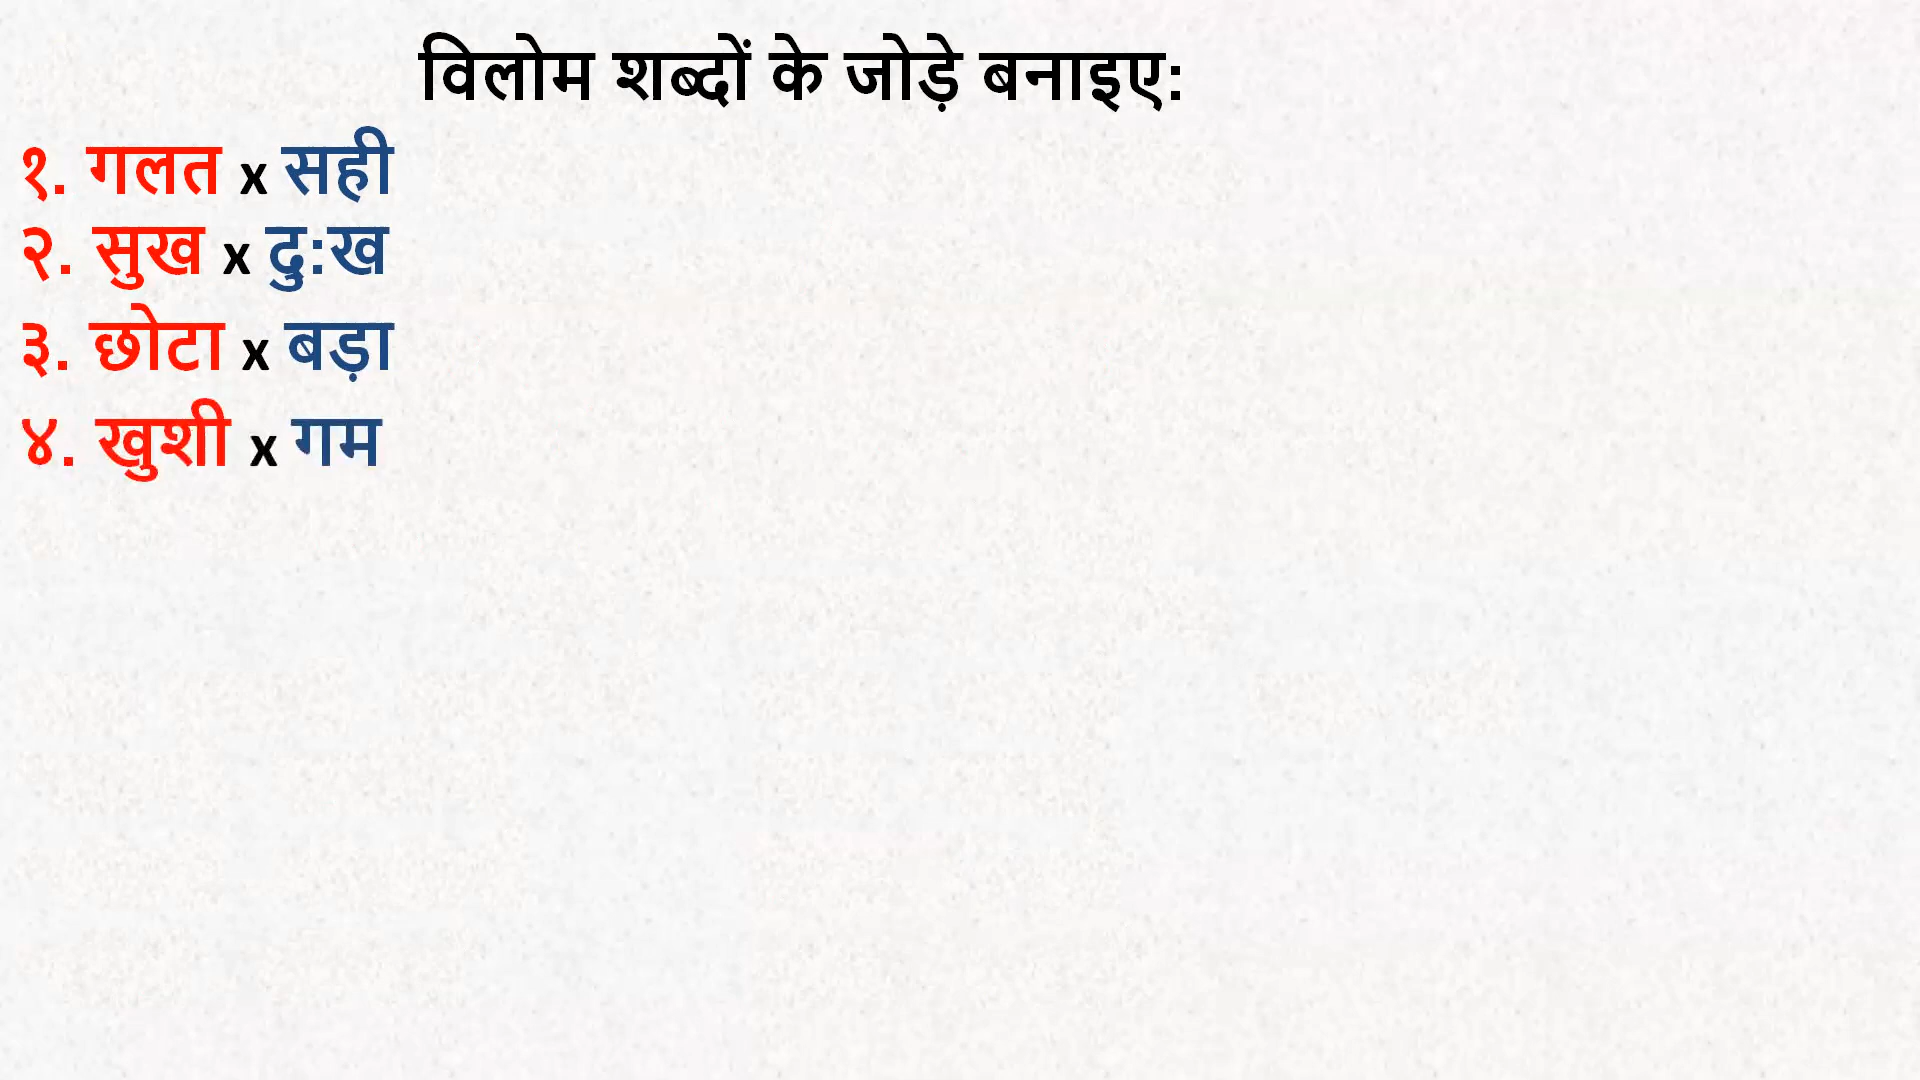 विलोम शब्दों के जोड़े बनाइए:
१. गलत x सही
२. सुख x दु:ख
३. छोटा x बड़ा
४. खुशी x गम